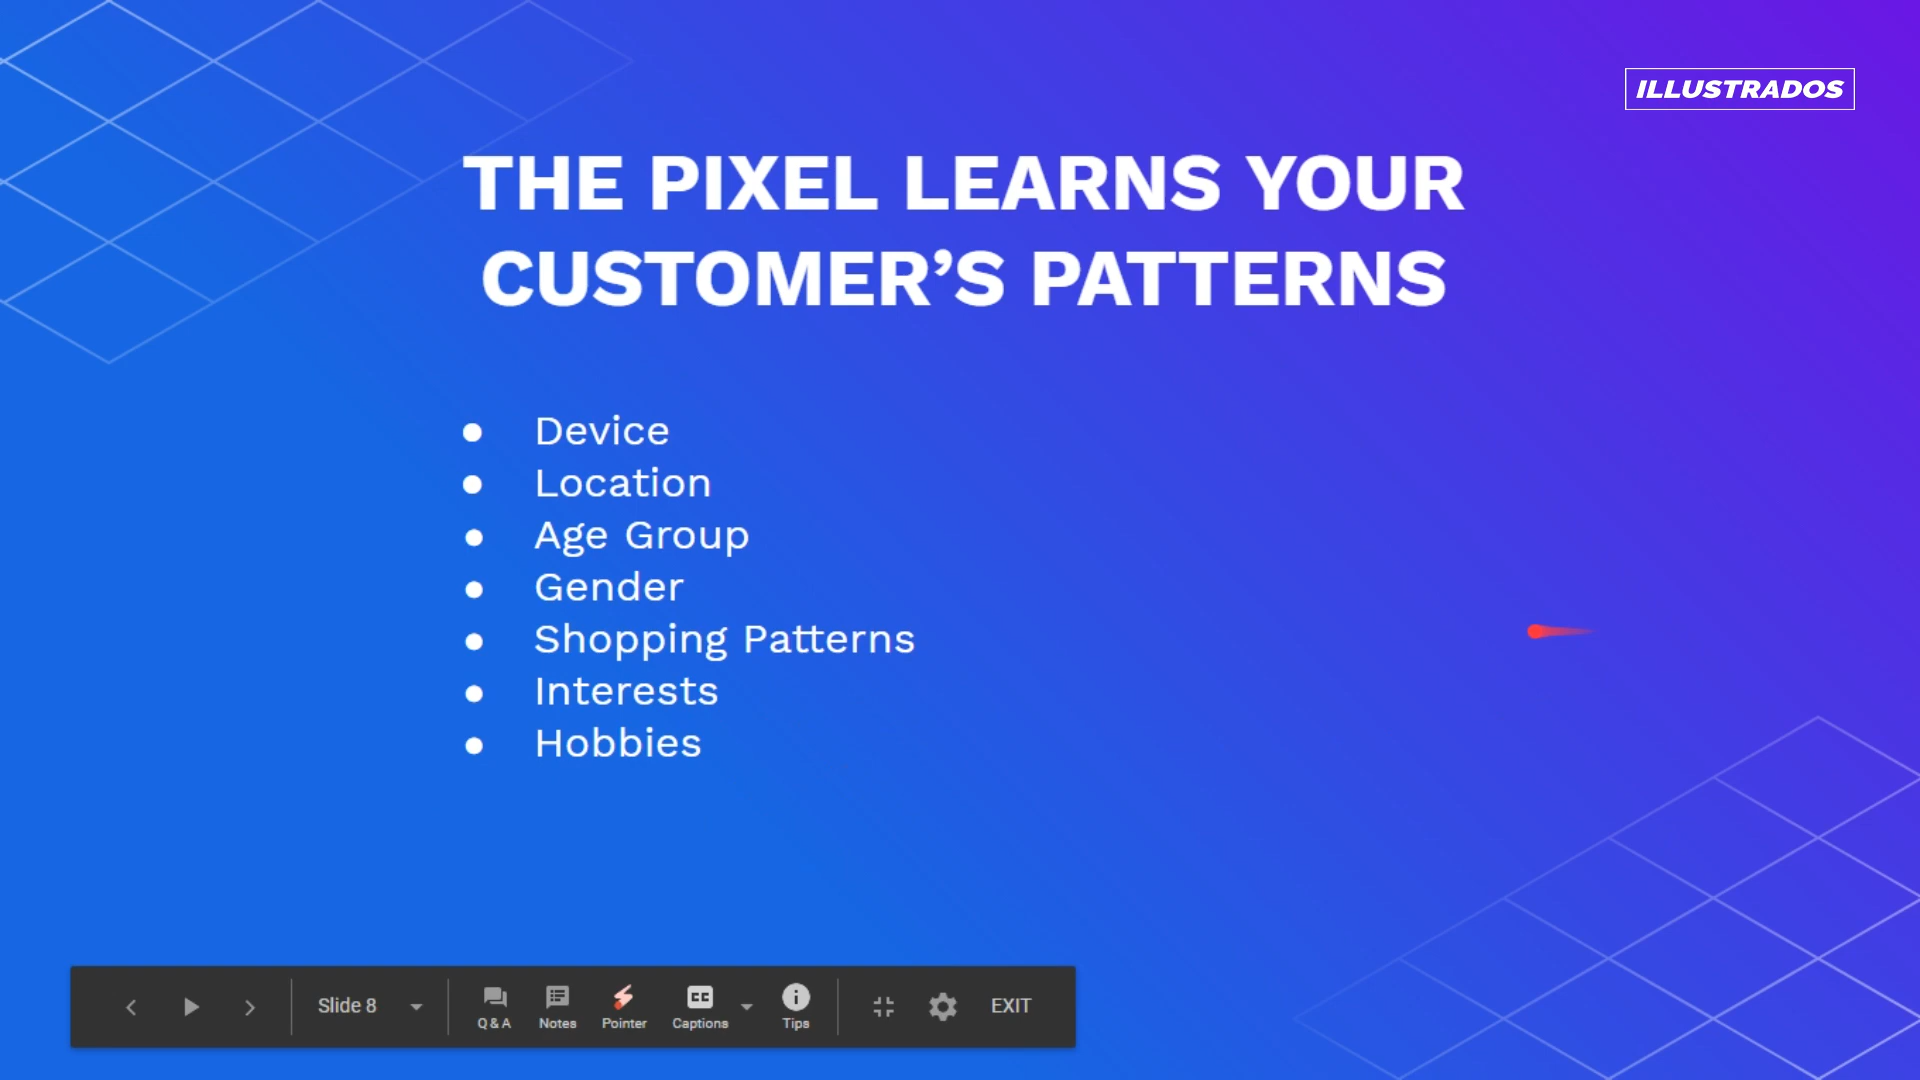 ILLUSTRADOS
THE PIXEL LEARNS YOUR
CUSTOMER’S PATTERNS
● Device
● Location
● Age Group
● Gender
● Shopping Patterns
● Interests
● Hobbies
Slide 8
Q & A
Notes
Pointer
CC
Captions
Tips
EXIT